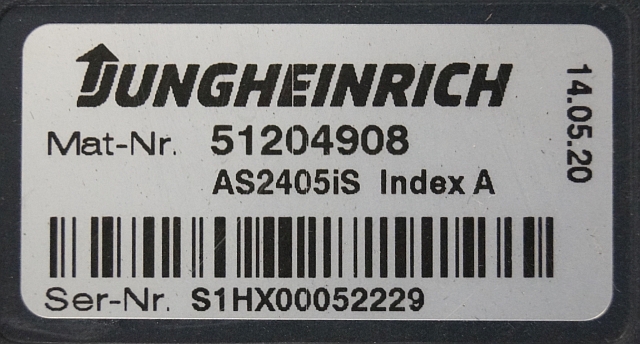 JUNGHEINRICH
Mat-Nr. 51204908
AS2405iS Index A
Ser-Nr. S1HX00052229
14.05.20